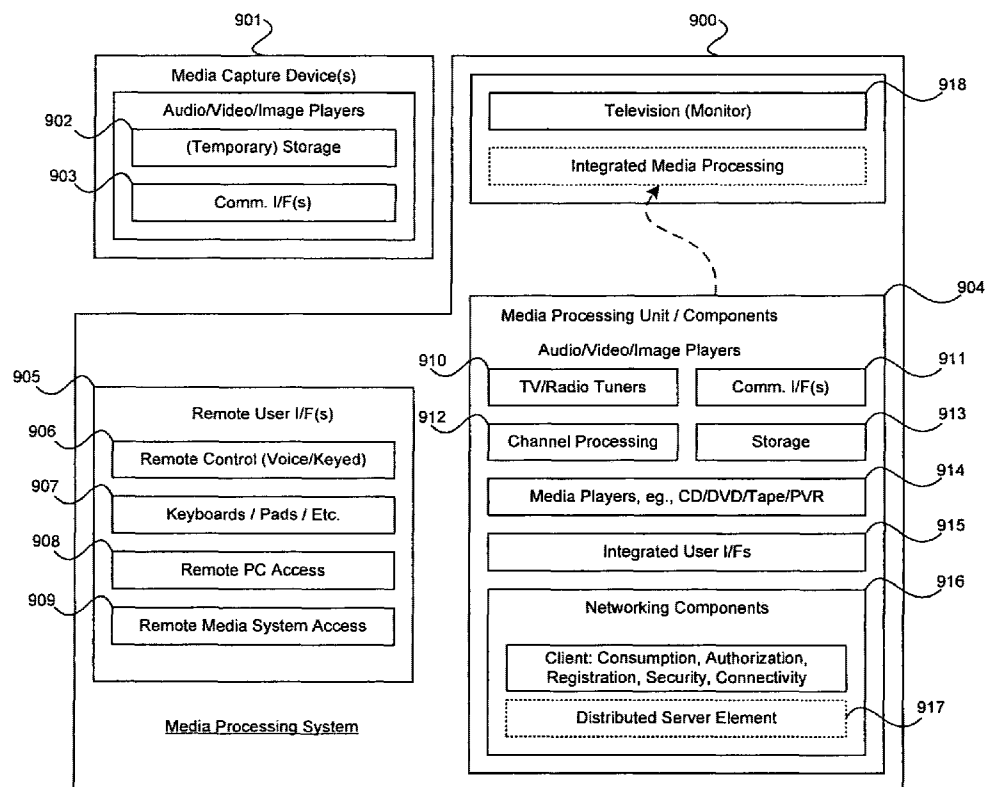 901
900
Media Capture Device(s)
Audio/Video/Image Players
902
(Temporary) Storage
903
Comm. I/F(s)
918
Television (Monitor)
Integrated Media Processing
904
Media Processing Unit / Components
Audio/Video/Image Players
910
TV/Radio Tuners
911
Comm. I/F(s)
912
Channel Processing
913
Storage
914
Media Players, eg., CD/DVD/Tape/PVR
915
Integrated User I/Fs
916
Networking Components
Client: Consumption, Authorization,
Registration, Security, Connectivity
Distributed Server Element
917
905
Remote User I/F(s)
906
Remote Control (Voice/Keyed)
907
Keyboards / Pads / Etc.
908
Remote PC Access
909
Remote Media System Access
Media Processing System